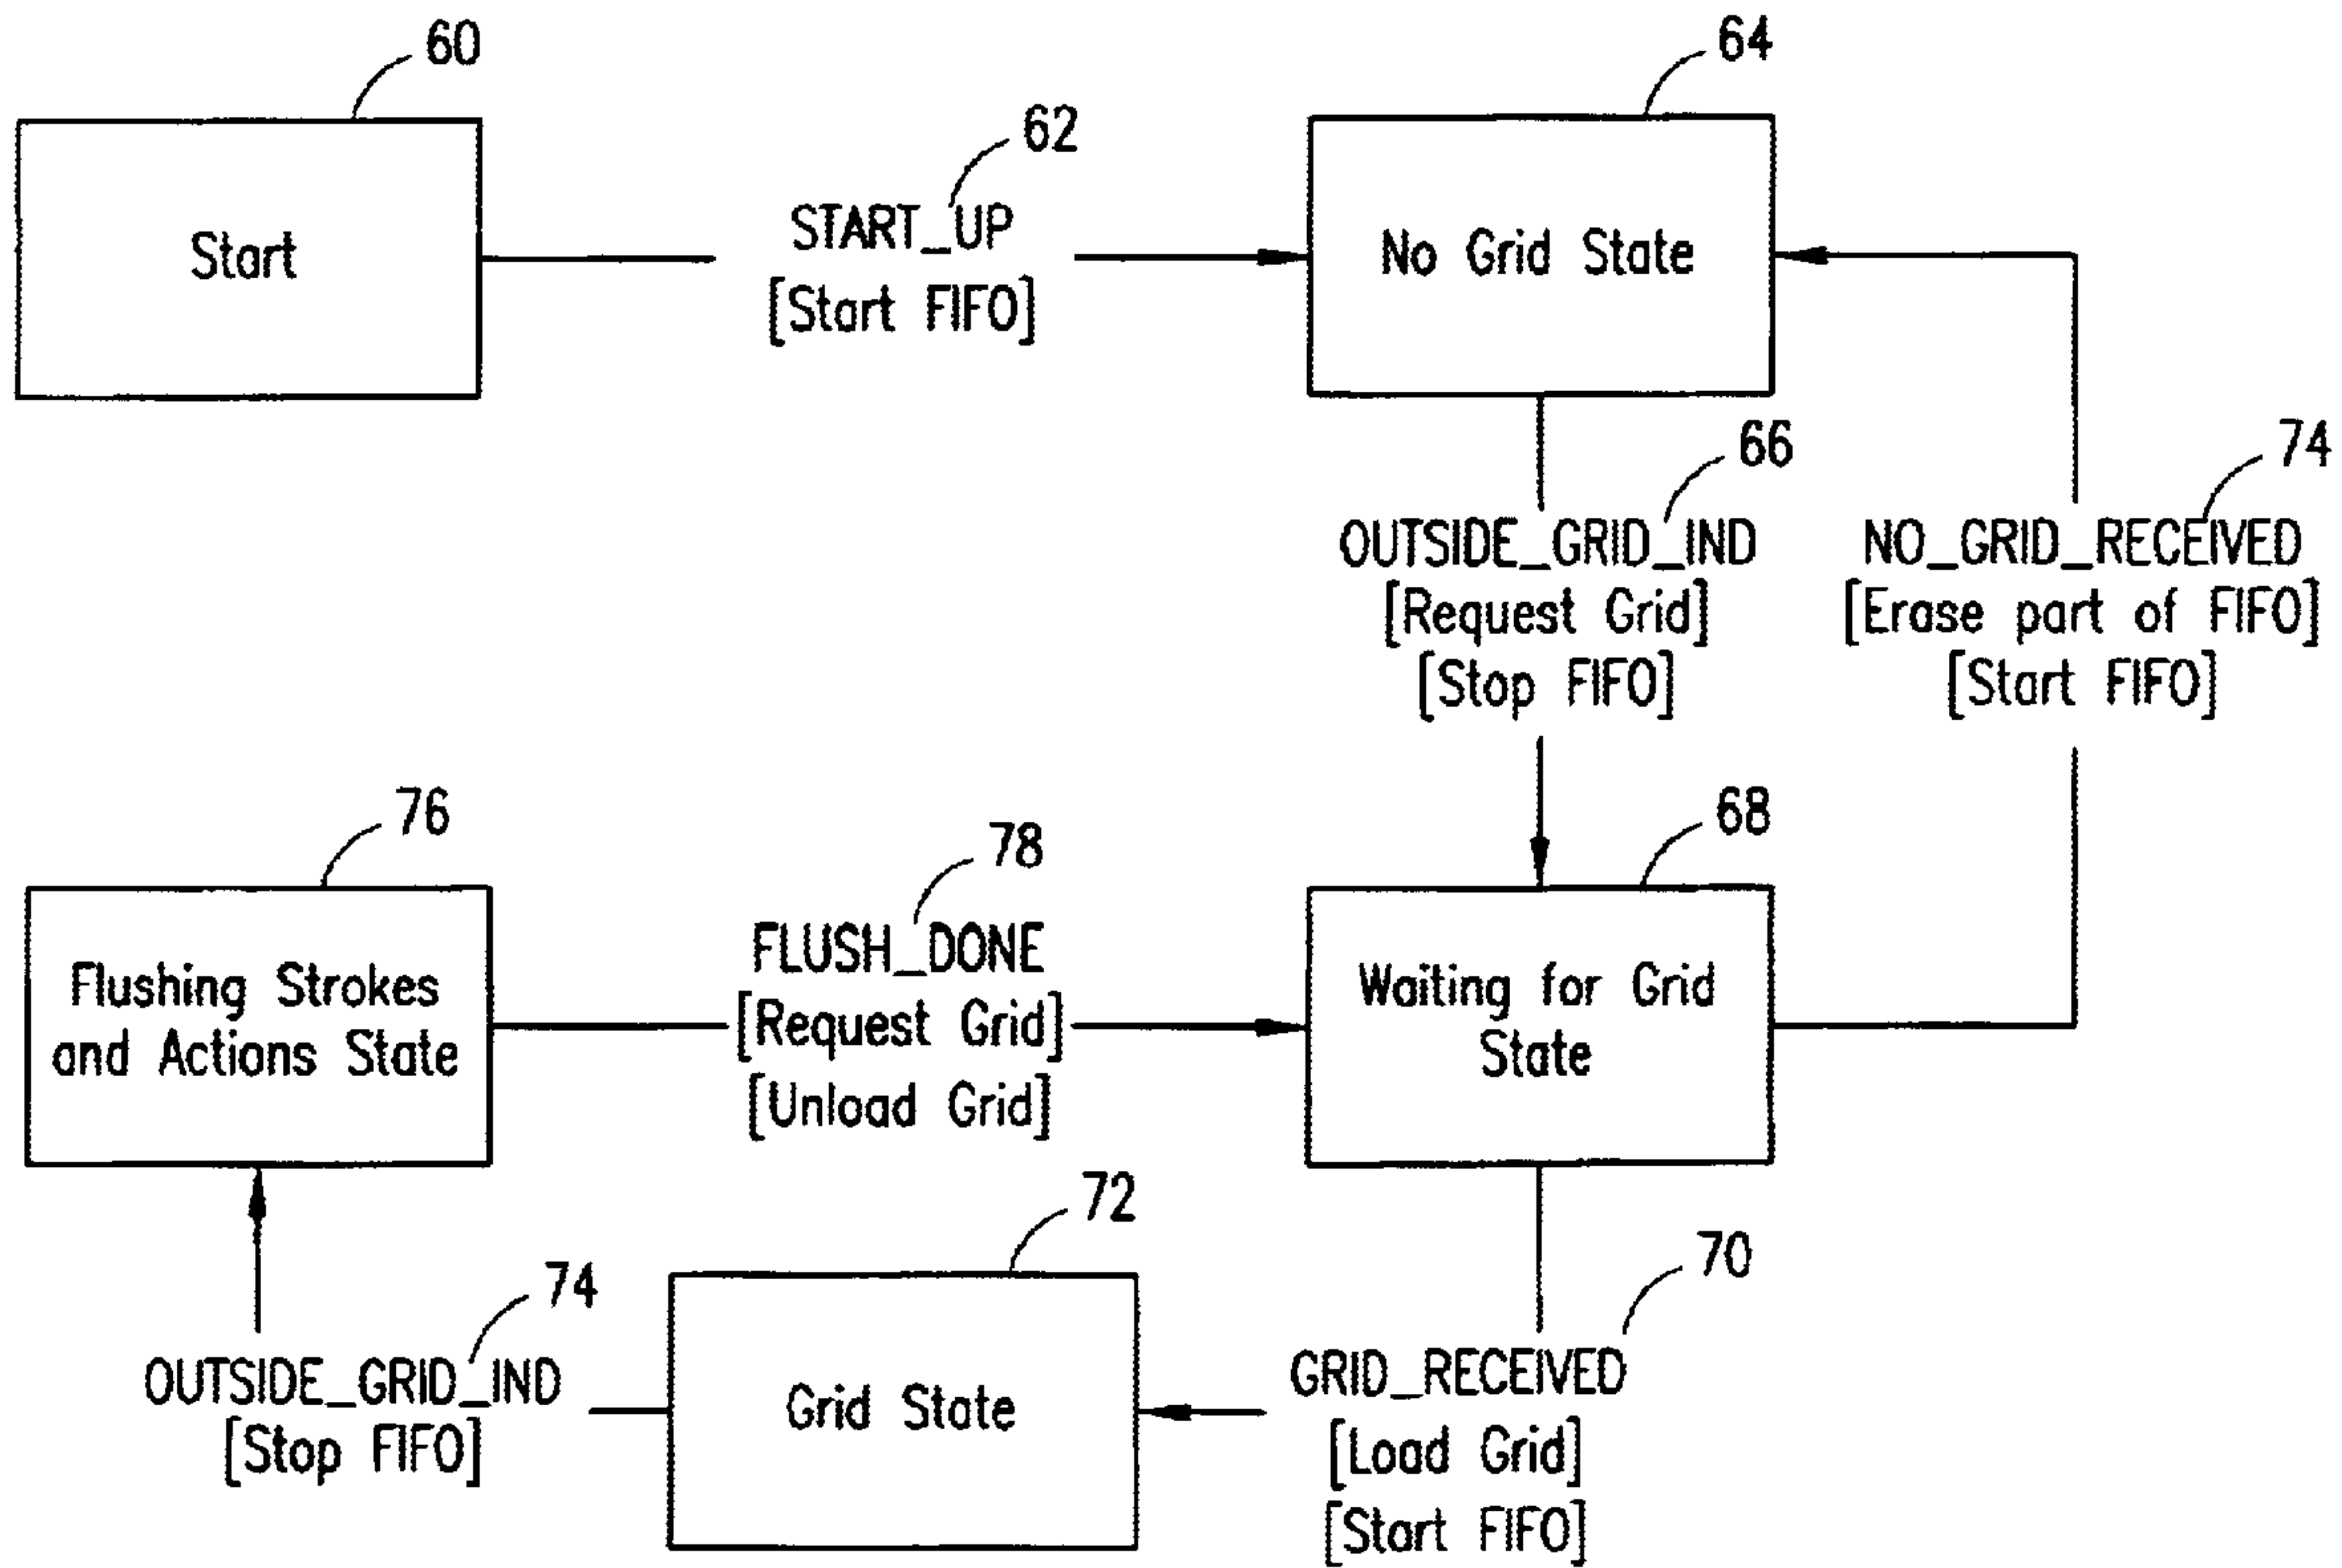 60
Start
62
START_UP
[Start FIFO]
64
No Grid State
66
OUTSIDE_GRID_IND
[Request Grid]
[Stop FIFO]
74
NO_GRID_RECEIVED
[Erase part of FIFO]
[Start FIFO]
76
Flushing Strokes
and Actions State
78
FLUSH_DONE
[Request Grid]
[Unload Grid]
68
Waiting for Grid
State
74
OUTSIDE_GRID_IND
[Stop FIFO]
72
Grid State
70
GRID_RECEIVED
[Load Grid]
[Start FIFO]